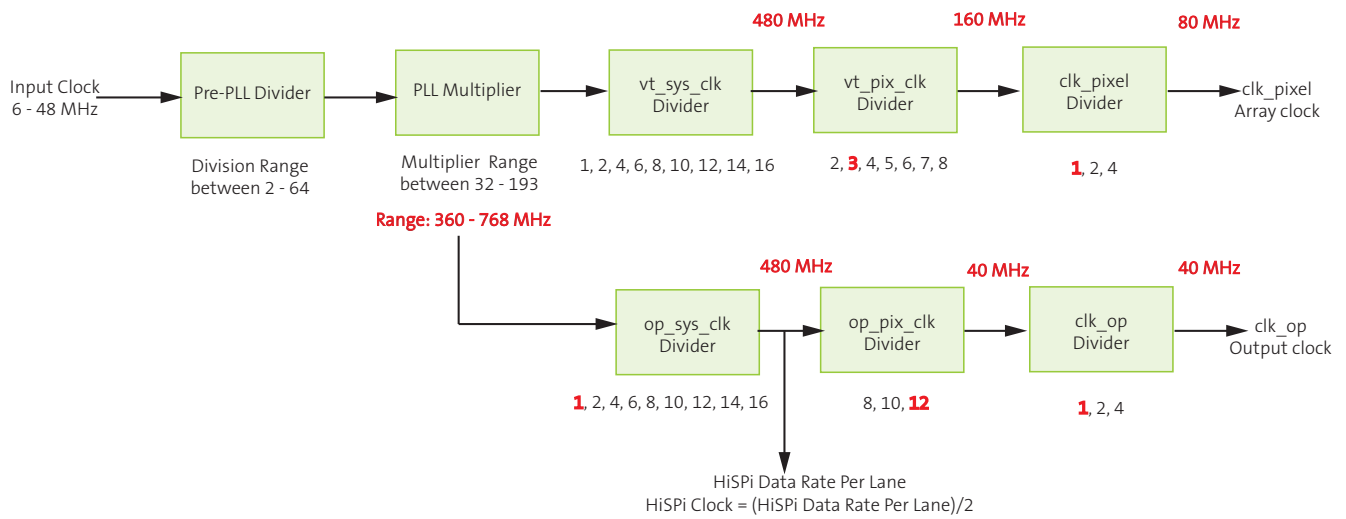 480 MHz
160 MHz
80 MHz
Input Clock
6 - 48 MHz
Pre-PLL Divider
PLL Multiplier
vt_sys_clk
Divider
vt_pix_clk
Divider
clk_pixel
Divider
clk_pixel
Array clock
Division Range
between 2 - 64
Multiplier Range
between 32 - 193
1, 2, 4, 6, 8, 10, 12, 14, 16
2, 3, 4, 5, 6, 7, 8
1, 2, 4
Range: 360 - 768 MHz
480 MHz
40 MHz
40 MHz
op_sys_clk
Divider
op_pix_clk
Divider
clk_op
Divider
clk_op
Output clock
1, 2, 4, 6, 8, 10, 12, 14, 16
8, 10, 12
1, 2, 4
HiSPi Data Rate Per Lane
HiSPi Clock = (HiSPi Data Rate Per Lane)/2